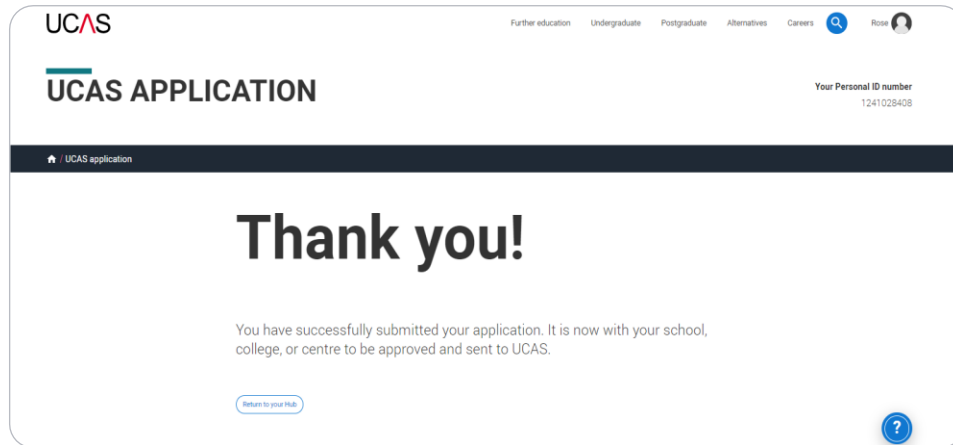 UCAS
Further education Undergraduate Postgraduate Alternatives Careers Rose
UCAS APPLICATION
Your Personal ID number
1241028408
/ UCAS application
Thank you!
You have successfully submitted your application. It is now with your school,
college, or centre to be approved and sent to UCAS.
Return to your Hub
?